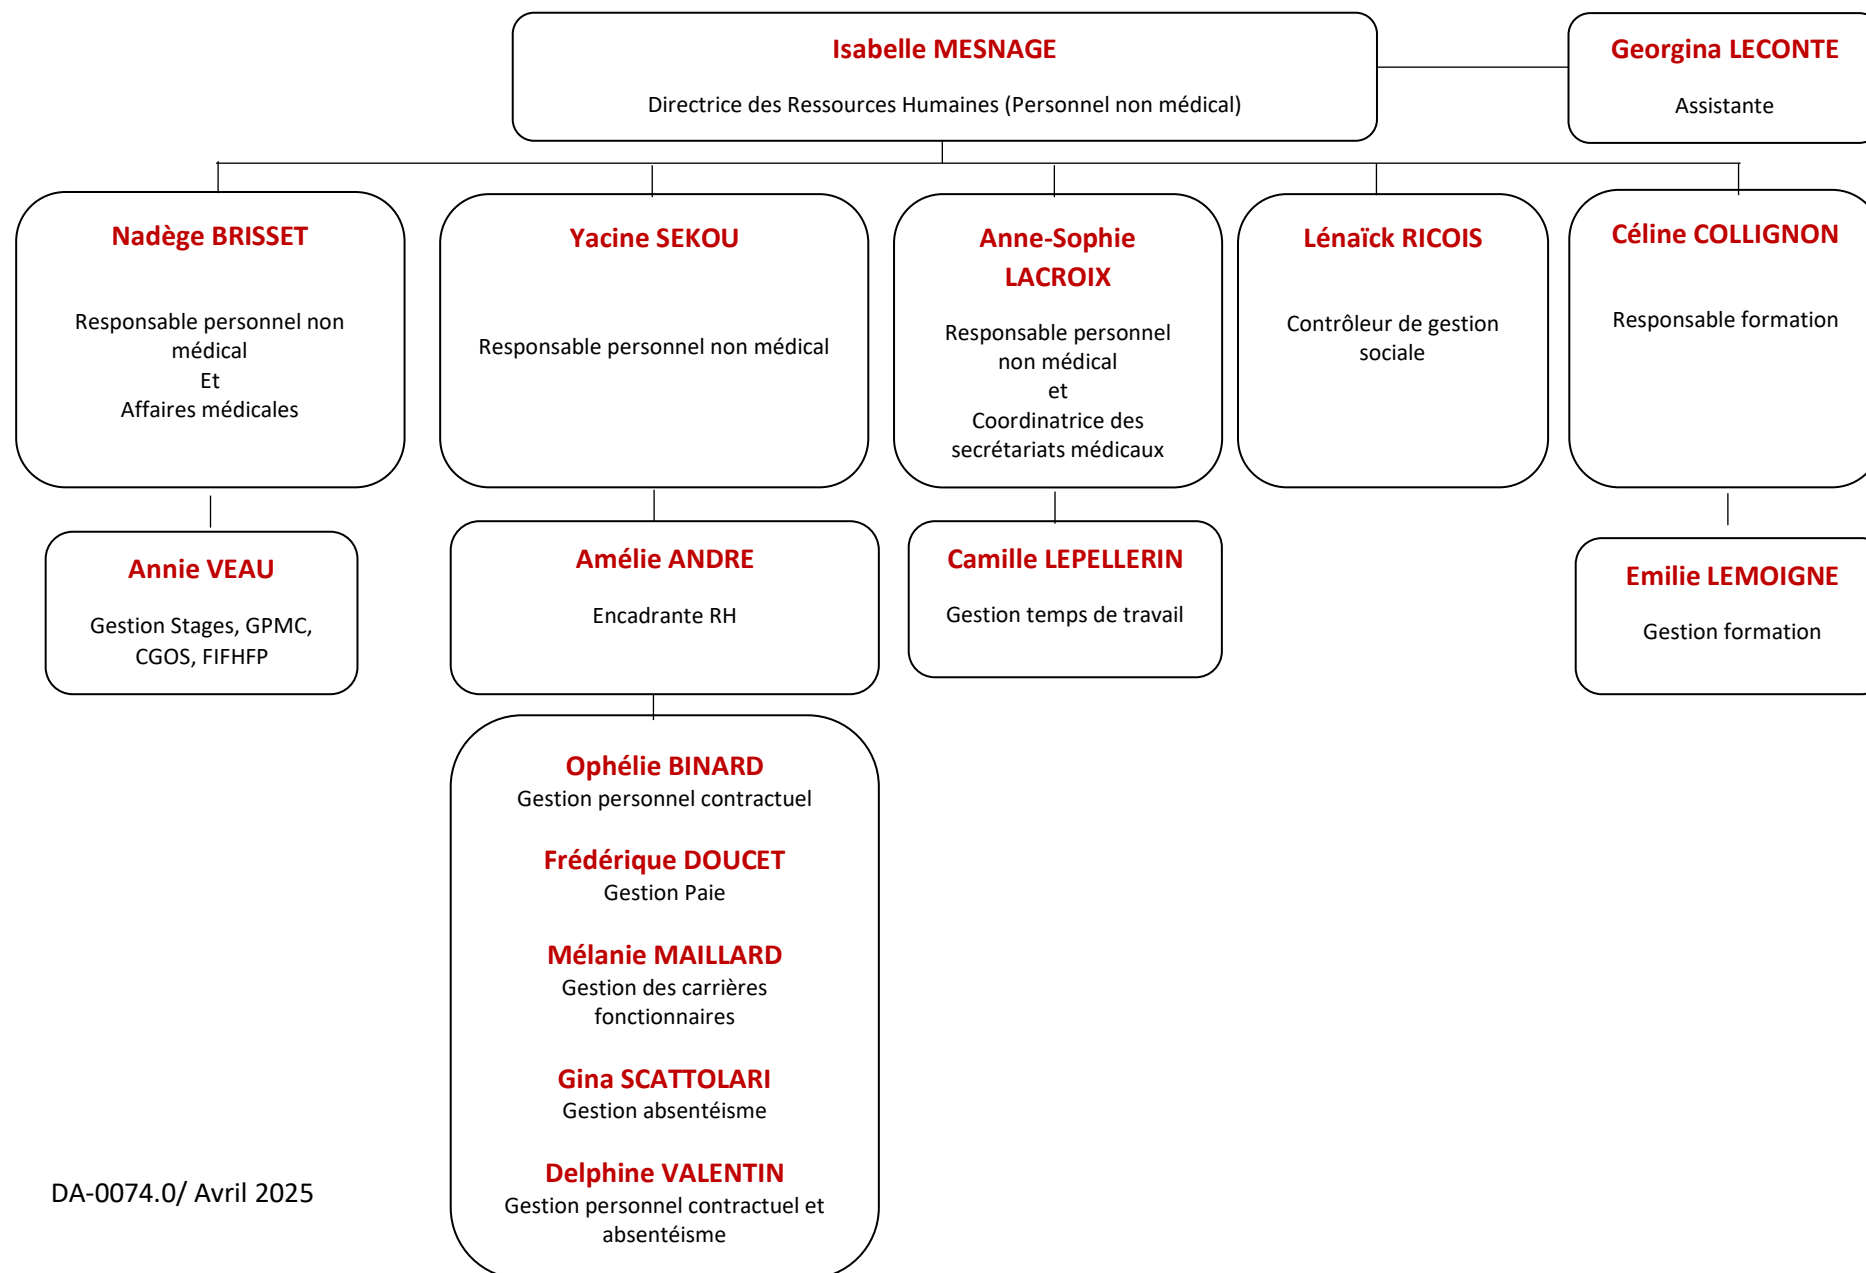 Isabelle MESNAGE
Directrice des Ressources Humaines (Personnel non médical)
Georgina LECONTE
Assistante
Nadège BRISSET
Responsable personnel non
médical
Et
Affaires médicales
Yacine SEKOU
Responsable personnel non médical
Anne-Sophie
LACROIX
Responsable personnel
non médical
et
Coordinatrice des
secrétariats médicaux
Lénaïck RICOIS
Contrôleur de gestion
sociale
Céline COLLIGNON
Responsable formation
Annie VEAU
Gestion Stages, GPMC,
CGOS, FIFHFP
Amélie ANDRE
Encadrante RH
Camille LEPELLERIN
Gestion temps de travail
Emilie LEMOIGNE
Gestion formation
Ophélie BINARD
Gestion personnel contractuel
Frédérique DOUCET
Gestion Paie
Mélanie MAILLARD
Gestion des carrières
fonctionnaires
Gina SCATTOLARI
Gestion absentéisme
Delphine VALENTIN
Gestion personnel contractuel et
absentéisme
DA-0074.0/ Avril 2025